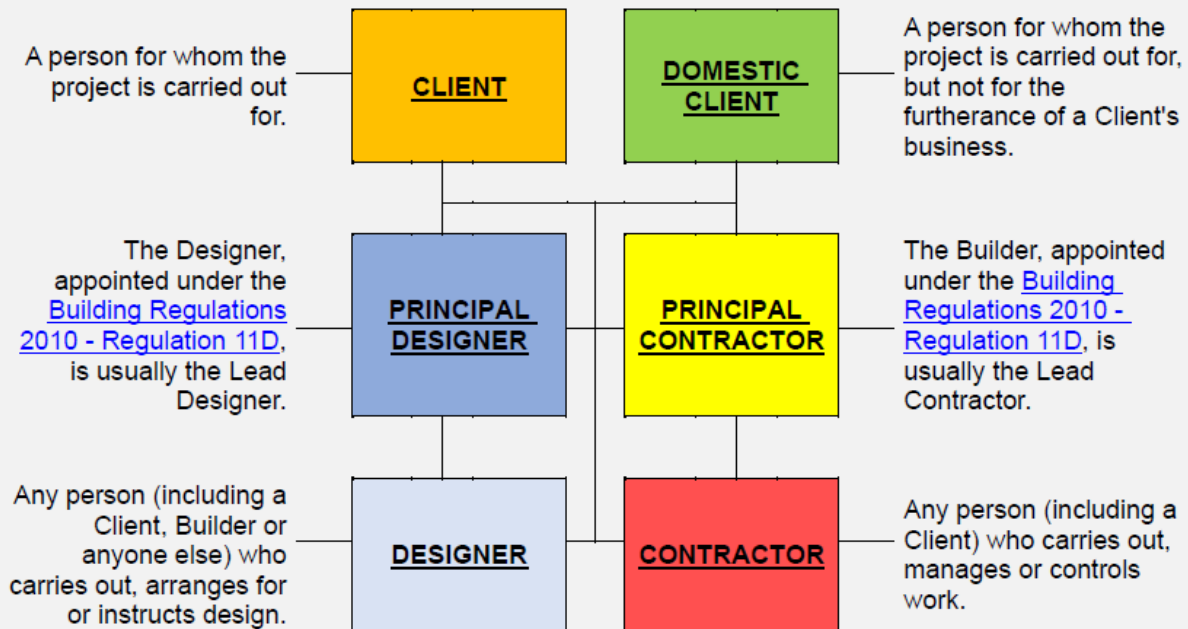 A person for whom the
project is carried out
for.
CLIENT
DOMESTIC
CLIENT
A person for whom the
project is carried out for,
but not for the
furtherance of a Client's
business.
The Designer,
appointed under the
Building Regulations
2010 - Regulation 11D,
is usually the Lead
Designer.
PRINCIPAL
DESIGNER
PRINCIPAL
CONTRACTOR
The Builder, appointed
under the Building
Regulations 2010 -
Regulation 11D, is
usually the Lead
Contractor.
Any person (including a
Client, Builder or
anyone else) who
carries out, arranges for
or instructs design.
DESIGNER
CONTRACTOR
Any person (including a
Client) who carries out,
manages or controls
work.